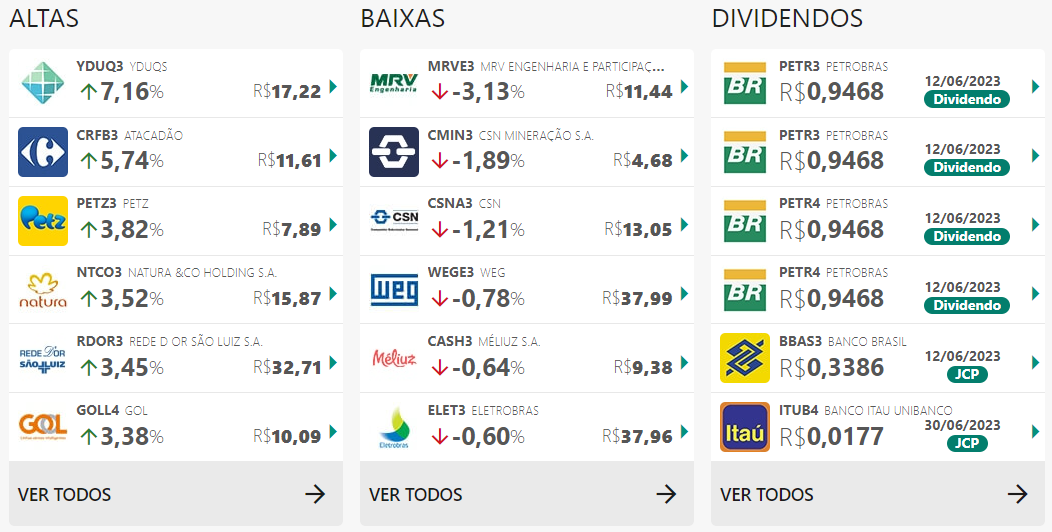 ALTAS
YDUQ3 YDUQS
7,16%
R$17,22
CRFB3 ATACADÃO
5,74%
R$11,61
Petz
PETZ3 PETZ
3,82%
R$7,89
natura
NTCO3 NATURA &CO HOLDING S.A.
3,52%
R$15,87
REDE D'OR
SÃO LUIZ
RDOR3 REDE D OR SÃO LUIZ S.A.
3,45%
R$32,71
GOL
GOLL4 GOL
3,38%
R$10,09
VER TODOS
BAIXAS
MRV
Engenharia
MRVE3 MRV ENGENHARIA E PARTICIPAÇ...
-3,13%
R$11,44
CMIN3 CSN MINERAÇÃO S.A.
-1,89%
R$4,68
CSN
CSNA3 CSN
-1,21%
R$13,05
weg
WEGE3 WEG
-0,78%
R$37,99
Méliuz
CASH3 MÉLIUZ S.A.
-0,64%
R$9,38
Eletrobras
ELET3 ELETROBRAS
-0,60%
R$37,96
VER TODOS
DIVIDENDOS
BR
PETR3 PETROBRAS
R$0,9468
12/06/2023
Dividendo
BR
PETR3 PETROBRAS
R$0,9468
12/06/2023
Dividendo
BR
PETR4 PETROBRAS
R$0,9468
12/06/2023
Dividendo
BR
PETR4 PETROBRAS
R$0,9468
12/06/2023
Dividendo
BBAS3 BANCO BRASIL
R$0,3386
12/06/2023
JCP
Itaú
ITUB4 BANCO ITAU UNIBANCO
R$0,0177
30/06/2023
JCP
VER TODOS